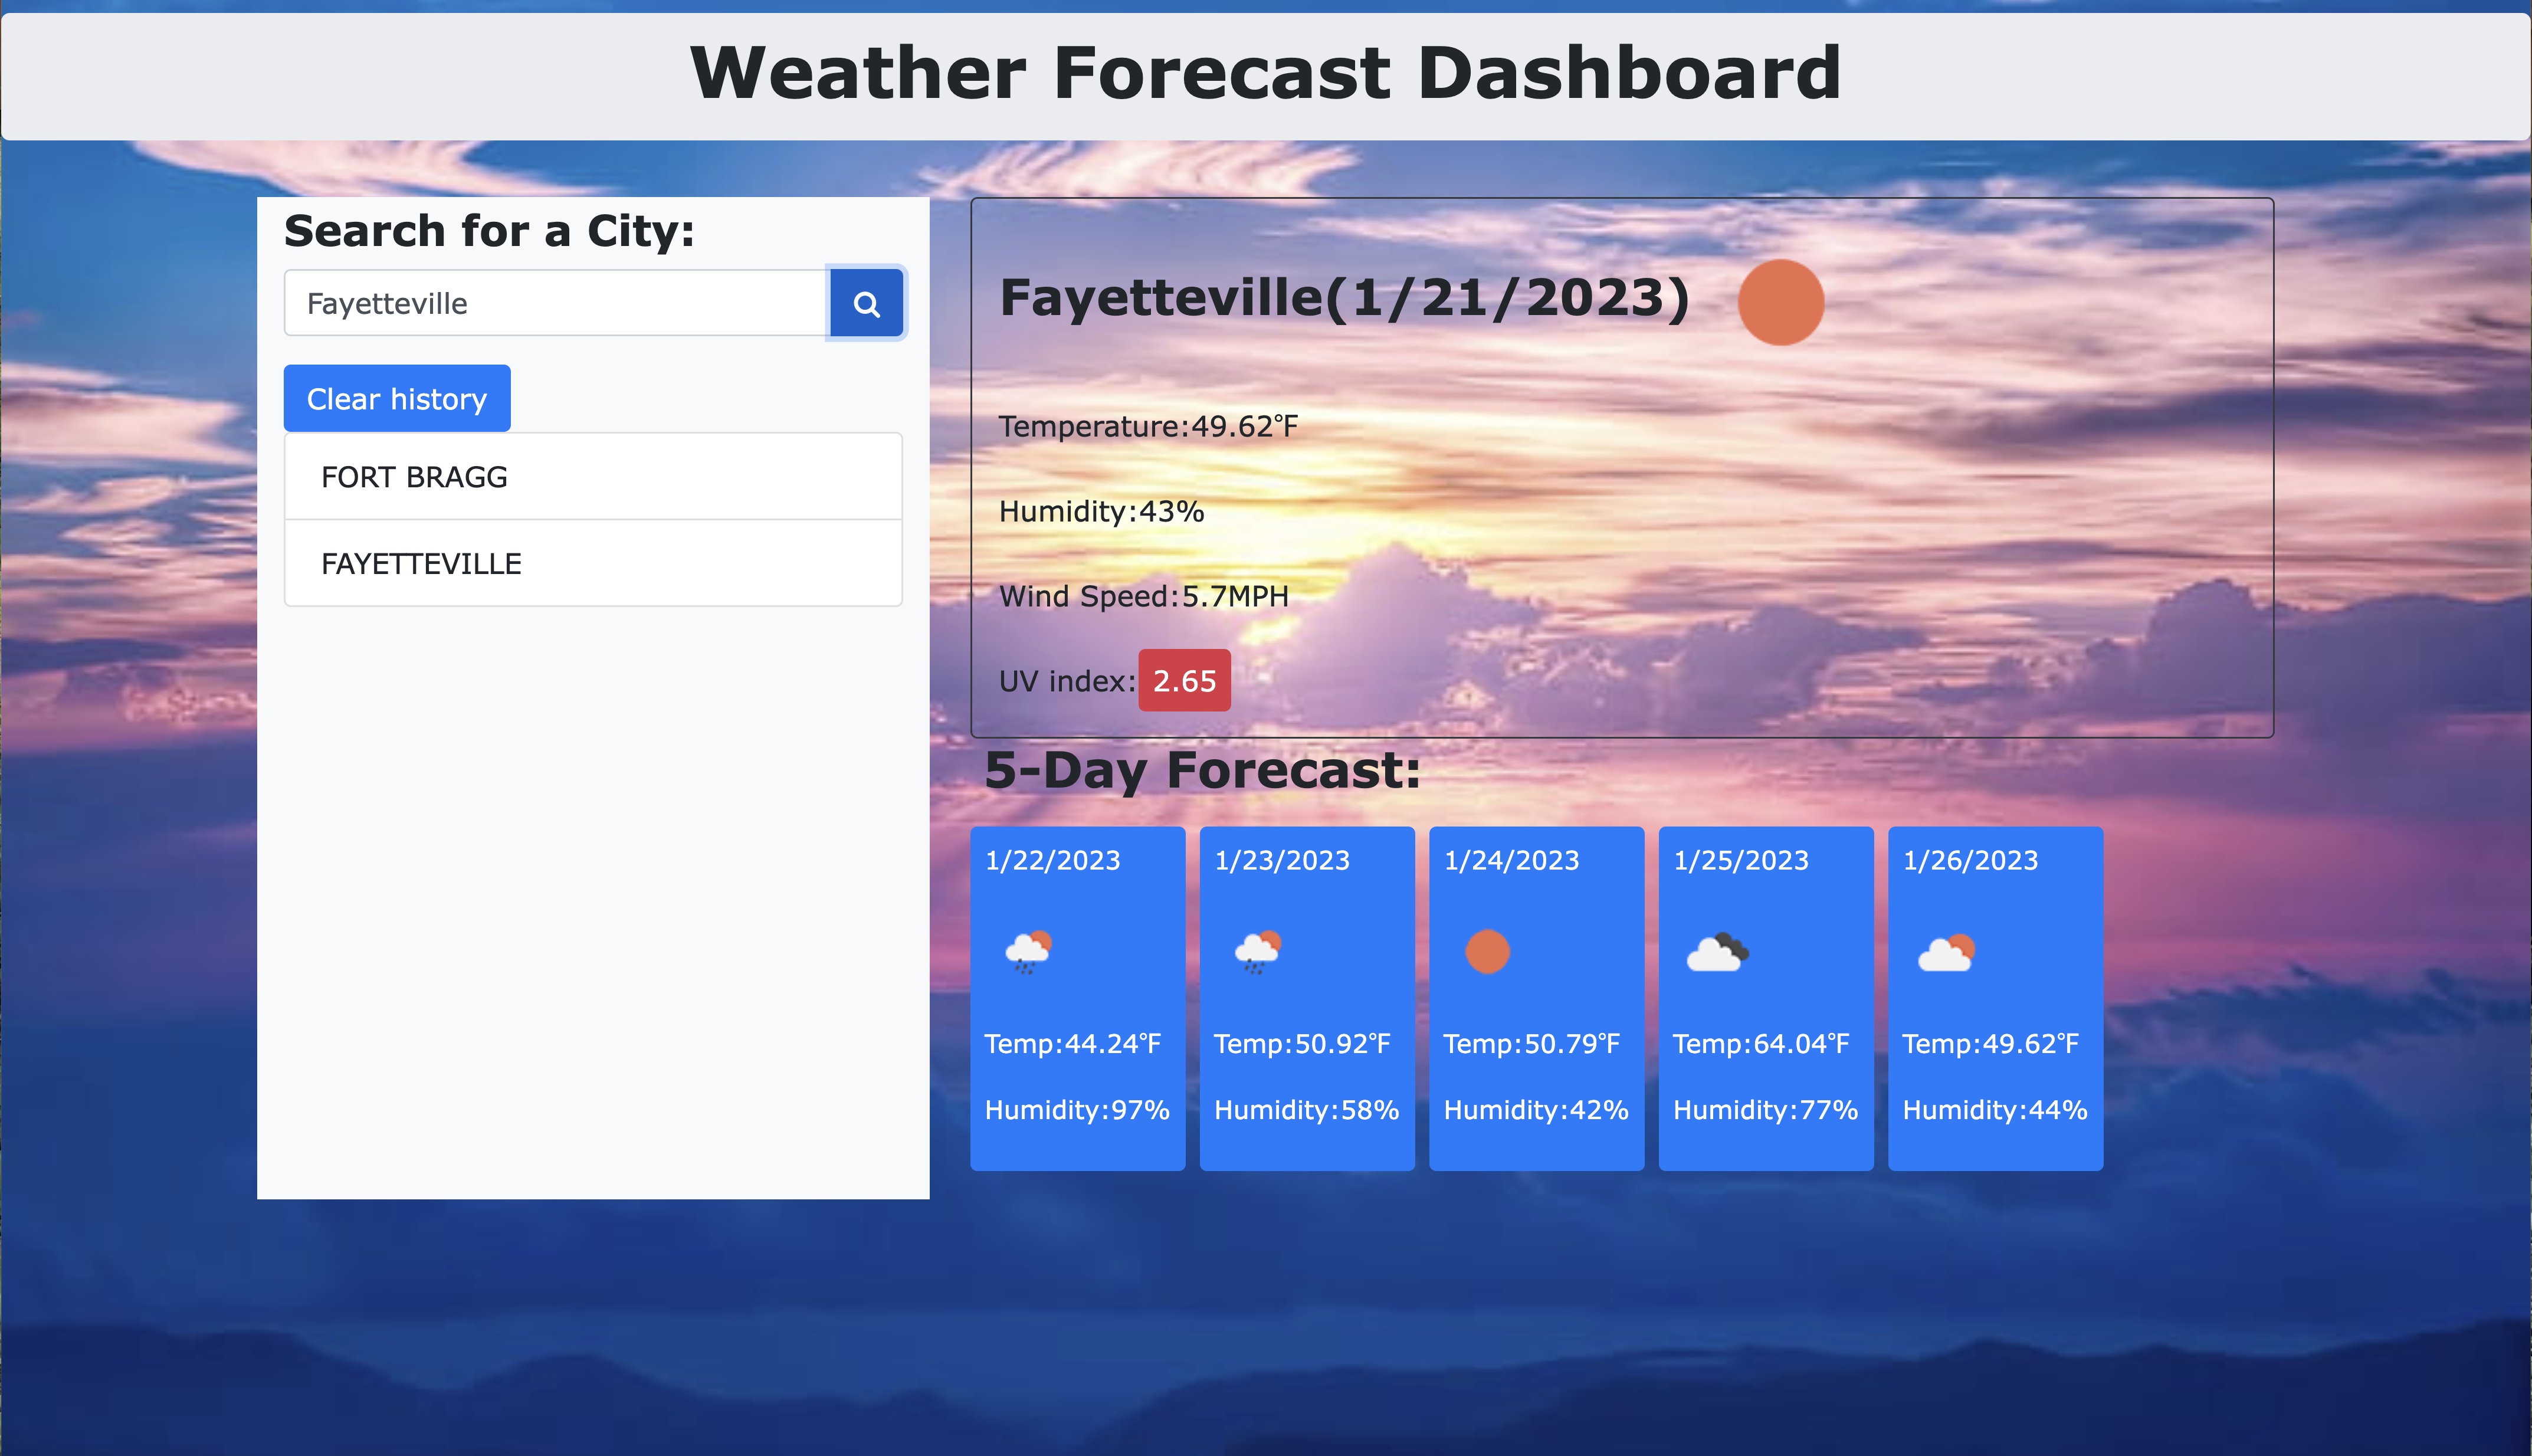 Weather Forecast Dashboard
Search for a City:
Fayetteville
Clear history
FORT BRAGG
FAYETTEVILLE
Fayetteville(1/21/2023)
Temperature:49.62°F
Humidity:43%
Wind Speed:5.7MPH
UV index:2.65
5-Day Forecast:
1/22/2023
Temp:44.24°F
Humidity:97%
1/23/2023
Temp:50.92°F
Humidity:58%
1/24/2023
Temp:50.79°F
Humidity:42%
1/25/2023
Temp:64.04°F
Humidity:77%
1/26/2023
Temp:49.62°F
Humidity:44%